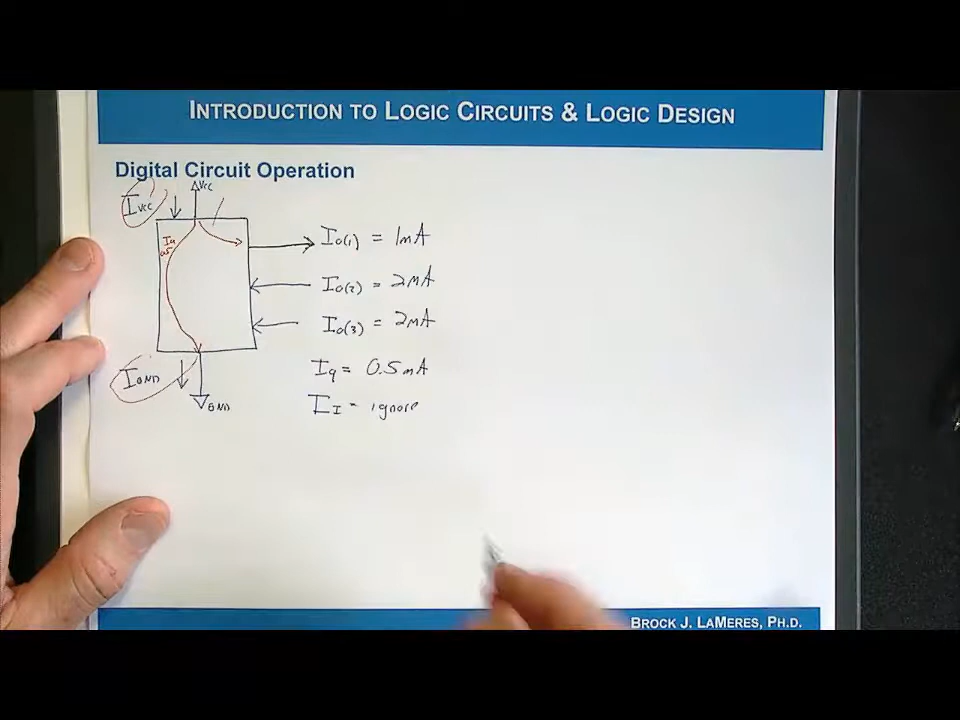 INTRODUCTION TO LOGIC CIRCUITS & LOGIC DESIGN
Digital Circuit Operation
VCC
IVCC
Iq
IO(1) = 1mA
IO(2) = 2mA
IO(3) = 2mA
IGND
Iq = 0.5mA
GND
II = ignore
BROCK J. LAMERES, PH.D.